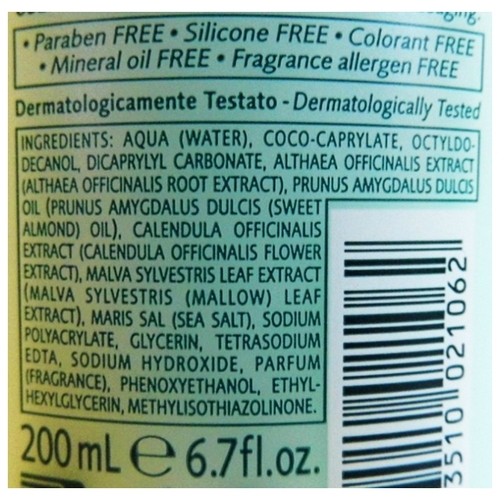 • Paraben FREE • Silicone FREE • Colorant FREE
• Mineral oil FREE • Fragrance allergen FREE
Dermatologicamente Testato - Dermatologically Tested
INGREDIENTS: AQUA (WATER), COCO-CAPRYLATE, OCTYLDO-
DECANOL, DICAPRYLYL CARBONATE, ALTHAEA OFFICINALIS EXTRACT
(ALTHAEA OFFICINALIS ROOT EXTRACT), PRUNUS AMYGDALUS DULCIS
OIL (PRUNUS AMYGDALUS DULCIS (SWEET
ALMOND) OIL), CALENDULA OFFICINALIS
EXTRACT (CALENDULA OFFICINALIS FLOWER
EXTRACT), MALVA SYLVESTRIS LEAF EXTRACT
(MALVA SYLVESTRIS (MALLOW) LEAF
EXTRACT), MARIS SAL (SEA SALT), SODIUM
POLYACRYLATE, GLYCERIN, TETRASODIUM
EDTA, SODIUM HYDROXIDE, PARFUM
(FRAGRANCE), PHENOXYETHANOL, ETHYL-
HEXYLGLYCERIN, METHYLISOTHIAZOLINONE.
200 mL e 6.7fl.oz.
3510 021062